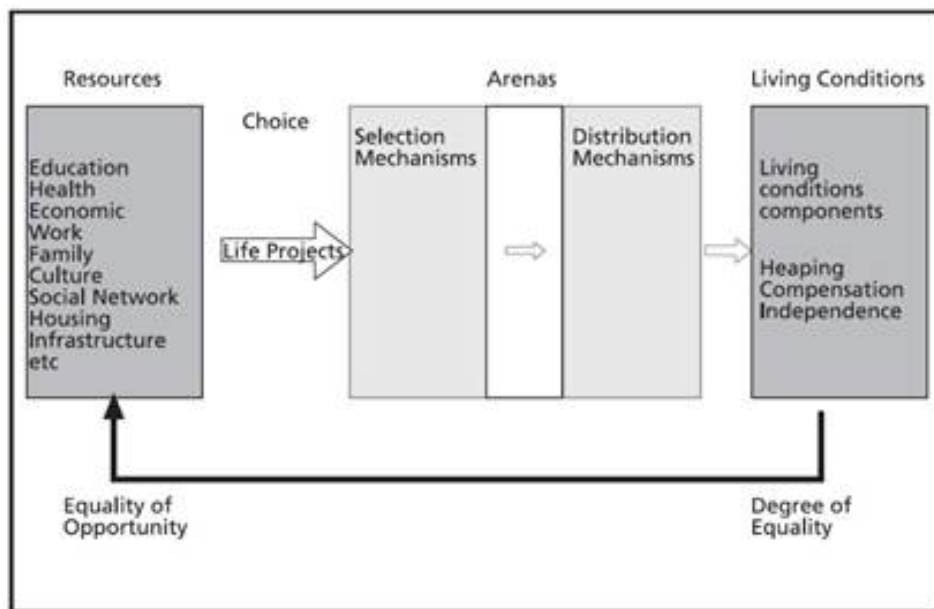 Resources
Education
Health
Economic
Work
Family
Culture
Social Network
Housing
Infrastructure
etc
Choice
Life Projects
Arenas
Selection
Mechanisms
Distribution
Mechanisms
Living Conditions
Living
conditions
components
Heaping
Compensation
Independence
Equality of
Opportunity
Degree of
Equality